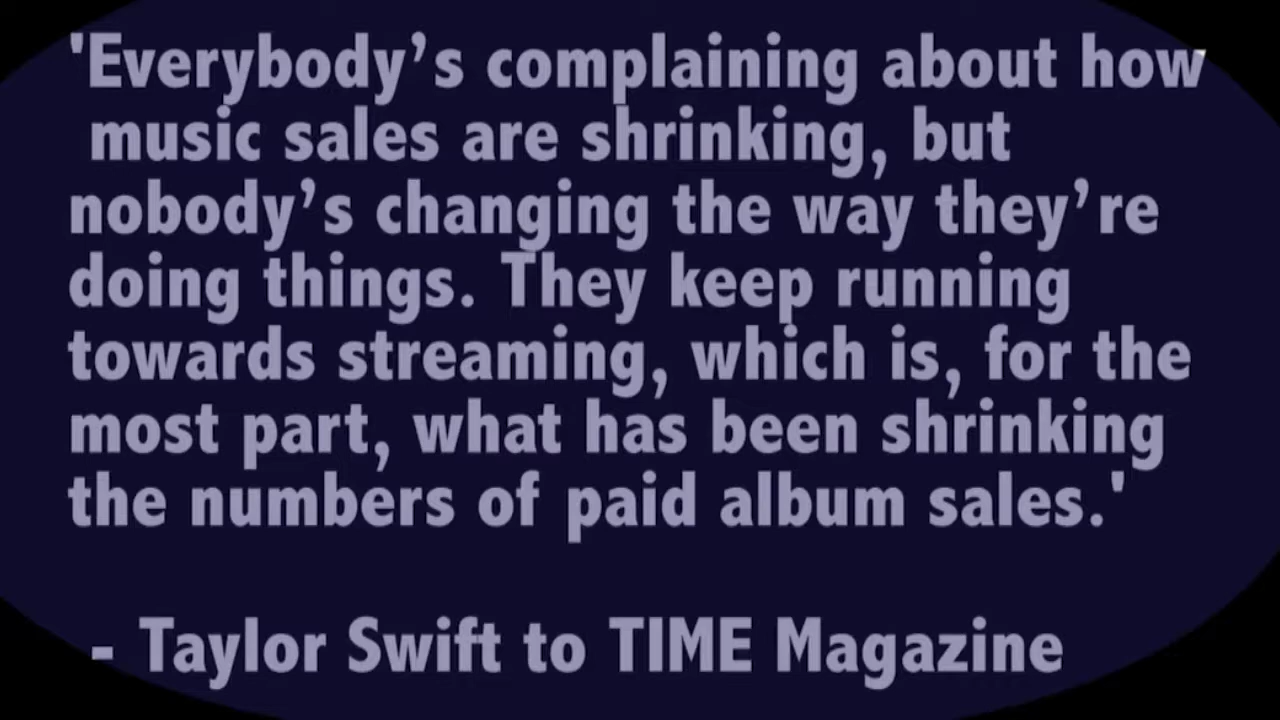 'Everybody’s complaining about how
music sales are shrinking, but
nobody’s changing the way they’re
doing things. They keep running
towards streaming, which is, for the
most part, what has been shrinking
the numbers of paid album sales.'
- Taylor Swift to TIME Magazine